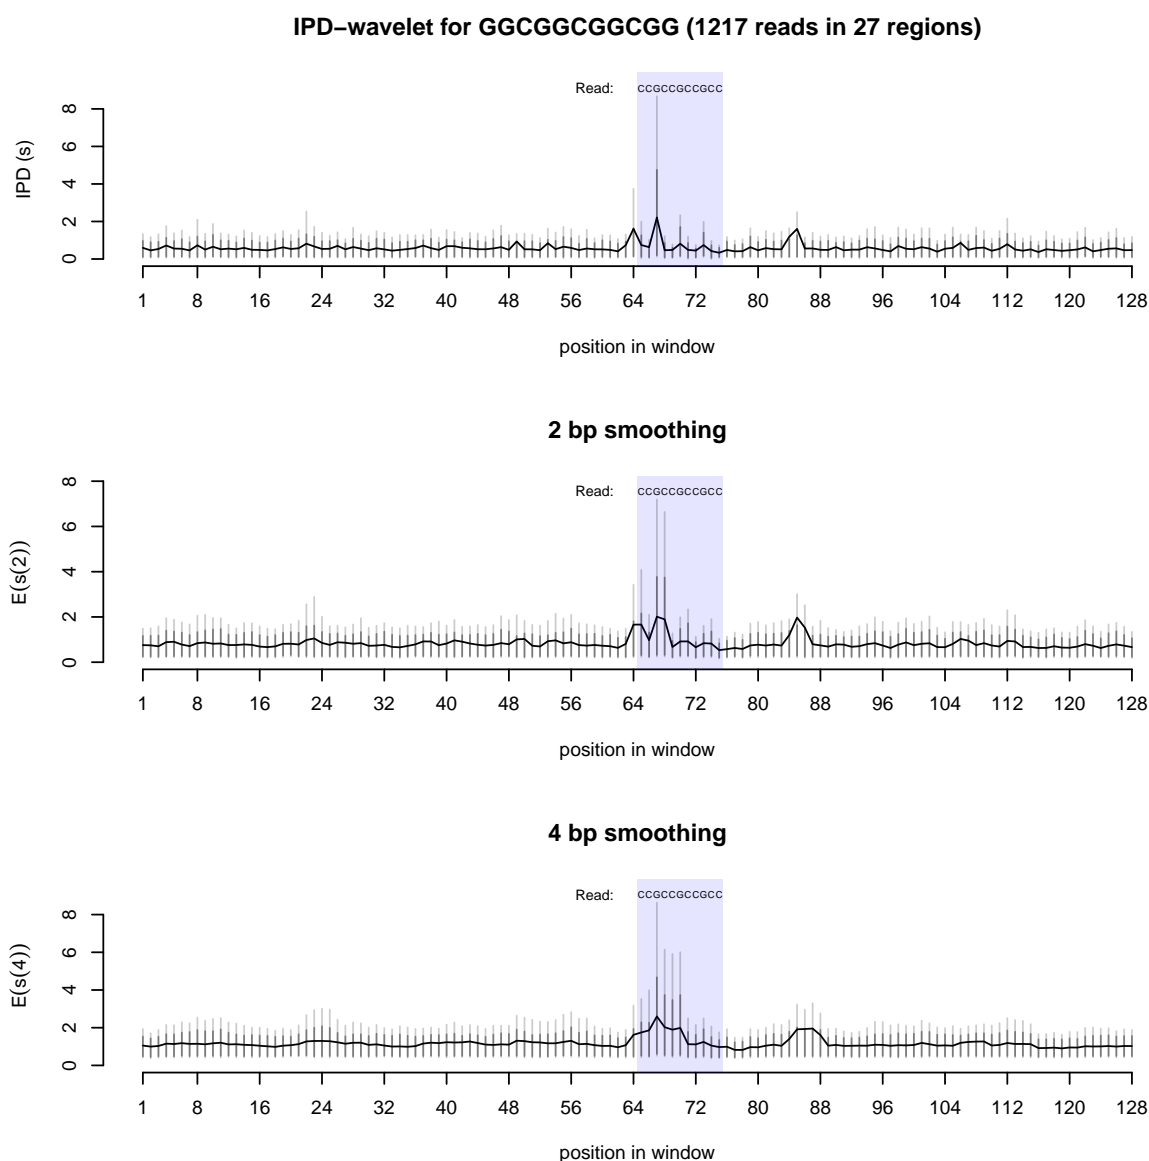 IPD−wavelet for GGCGGCGGCGG (1217 reads in 27 regions)
Read: CCGCCGCCGCC
IPD (s)
8
6
4
2
0
1 8 16 24 32 40 48 56 64 72 80 88 96 104 112 120 128
position in window
2 bp smoothing
Read: CCGCCGCCGCC
E(s(2))
8
6
4
2
0
1 8 16 24 32 40 48 56 64 72 80 88 96 104 112 120 128
position in window
4 bp smoothing
Read: CCGCCGCCGCC
E(s(4))
8
6
4
2
0
1 8 16 24 32 40 48 56 64 72 80 88 96 104 112 120 128
position in window